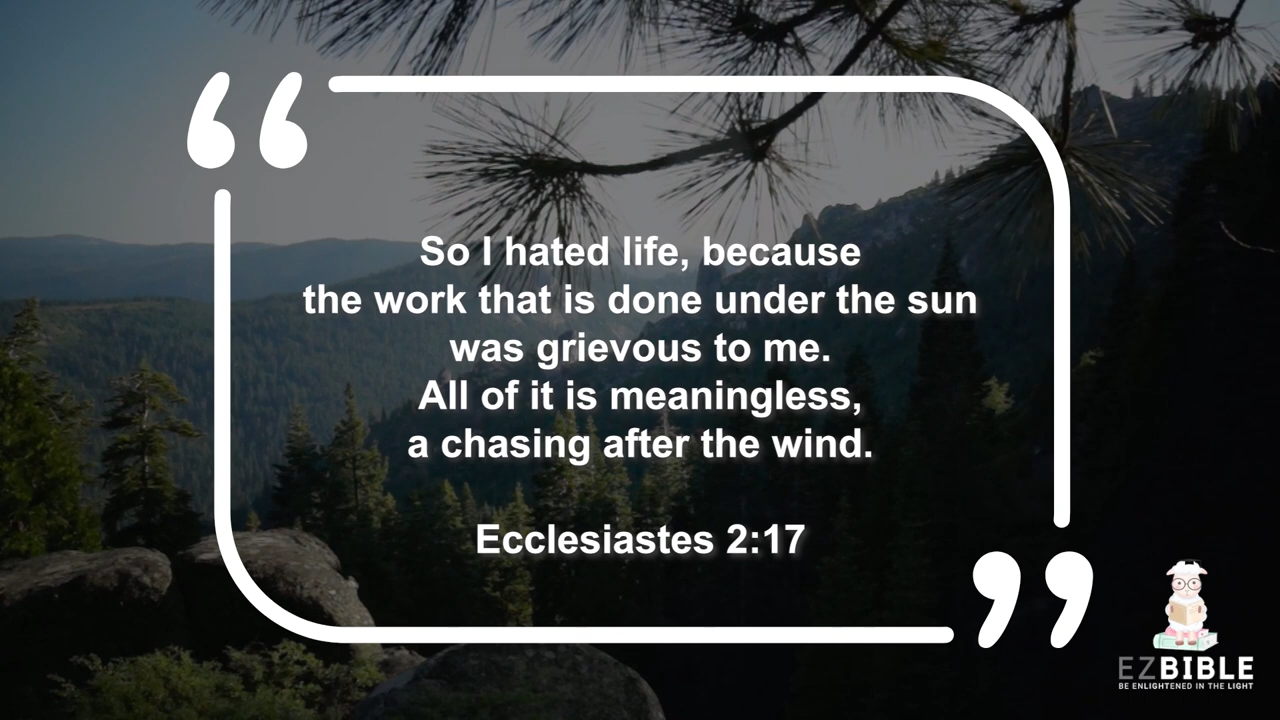 So I hated life, because
the work that is done under the sun
was grievous to me.
All of it is meaningless,
a chasing after the wind.
Ecclesiastes 2:17
EZBIBLE
BE ENLIGHTENED IN THE LIGHT